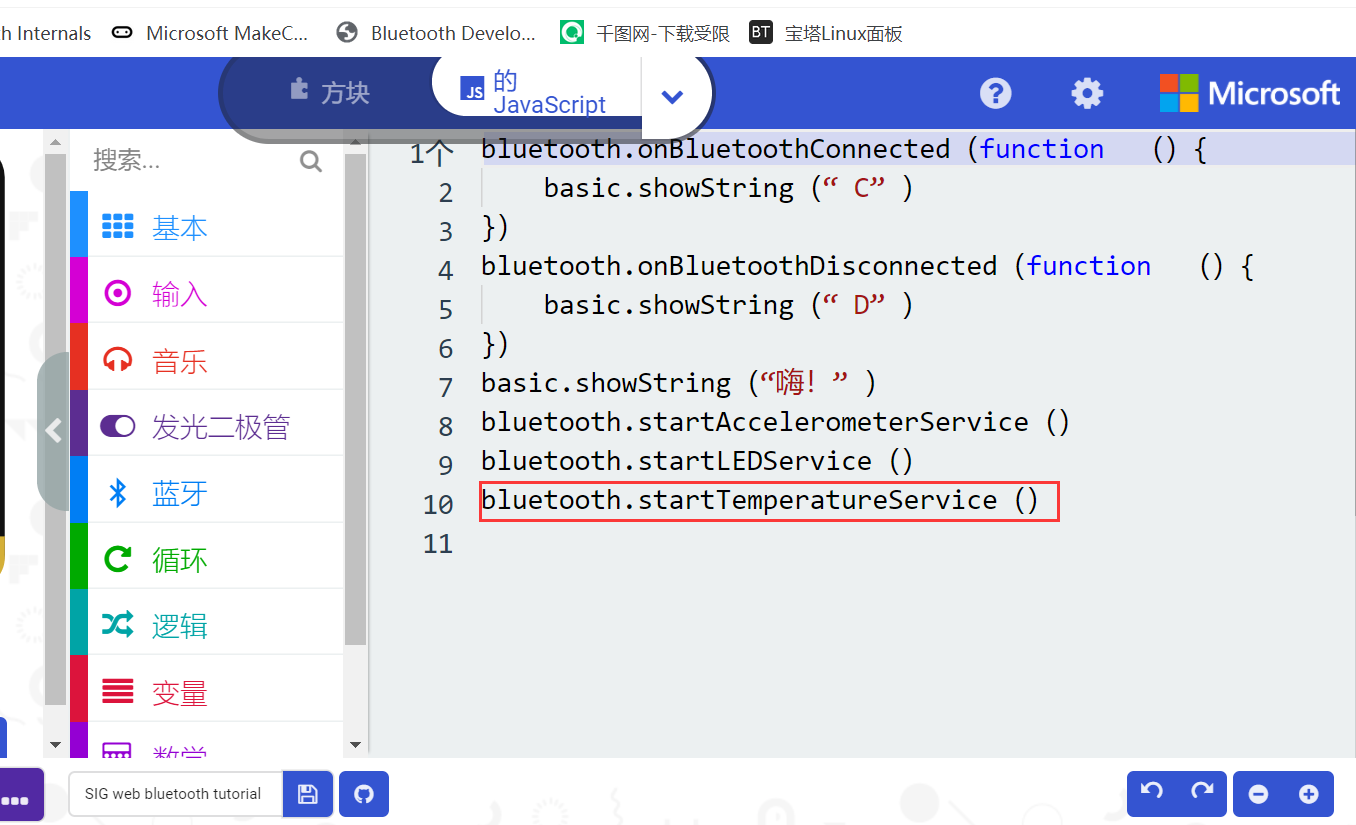 h Internals Microsoft MakeC... Bluetooth Develo... 千图网-下载受限 BT 宝塔Linux面板
方块 JS 的 JavaScript ? Microsoft
搜索...
基本
输入
音乐
发光二极管
蓝牙
循环
逻辑
变量
数学
1个 bluetooth.onBluetoothConnected (function () {
2 basic.showString (“ C” )
3 })
4 bluetooth.onBluetoothDisconnected (function () {
5 basic.showString (“ D” )
6 })
7 basic.showString (“嗨！” )
8 bluetooth.startAccelerometerService ()
9 bluetooth.startLEDService ()
10 bluetooth.startTemperatureService ()
11
... SIG web bluetooth tutorial